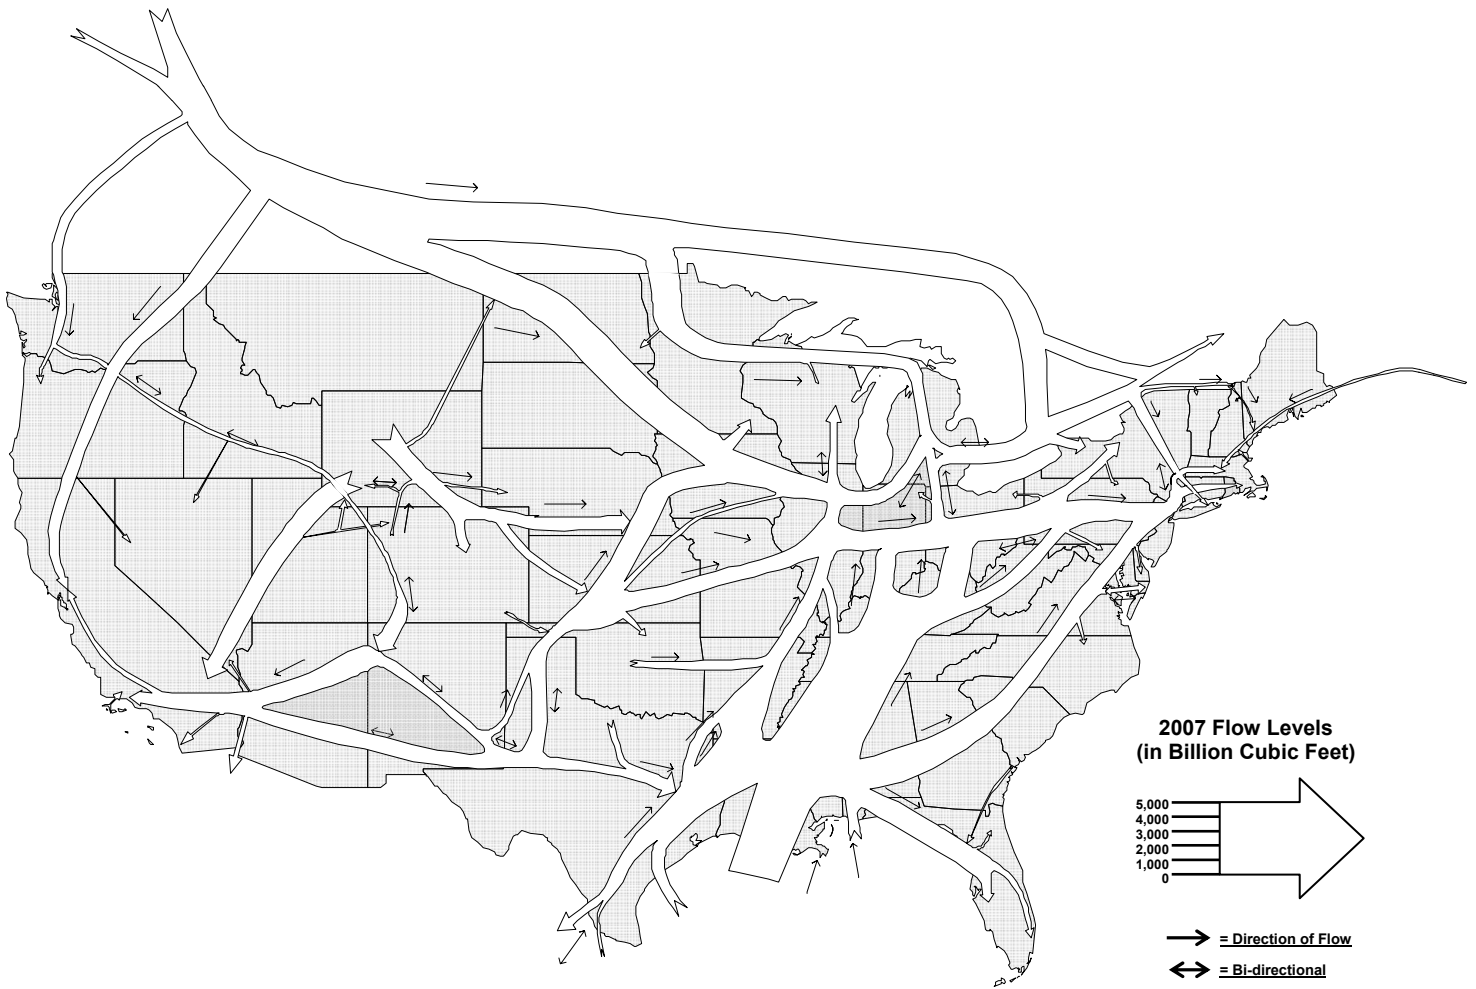 2007 Flow Levels
(in Billion Cubic Feet)
5,000
4,000
3,000
2,000
1,000
0
= Direction of Flow
= Bi-directional